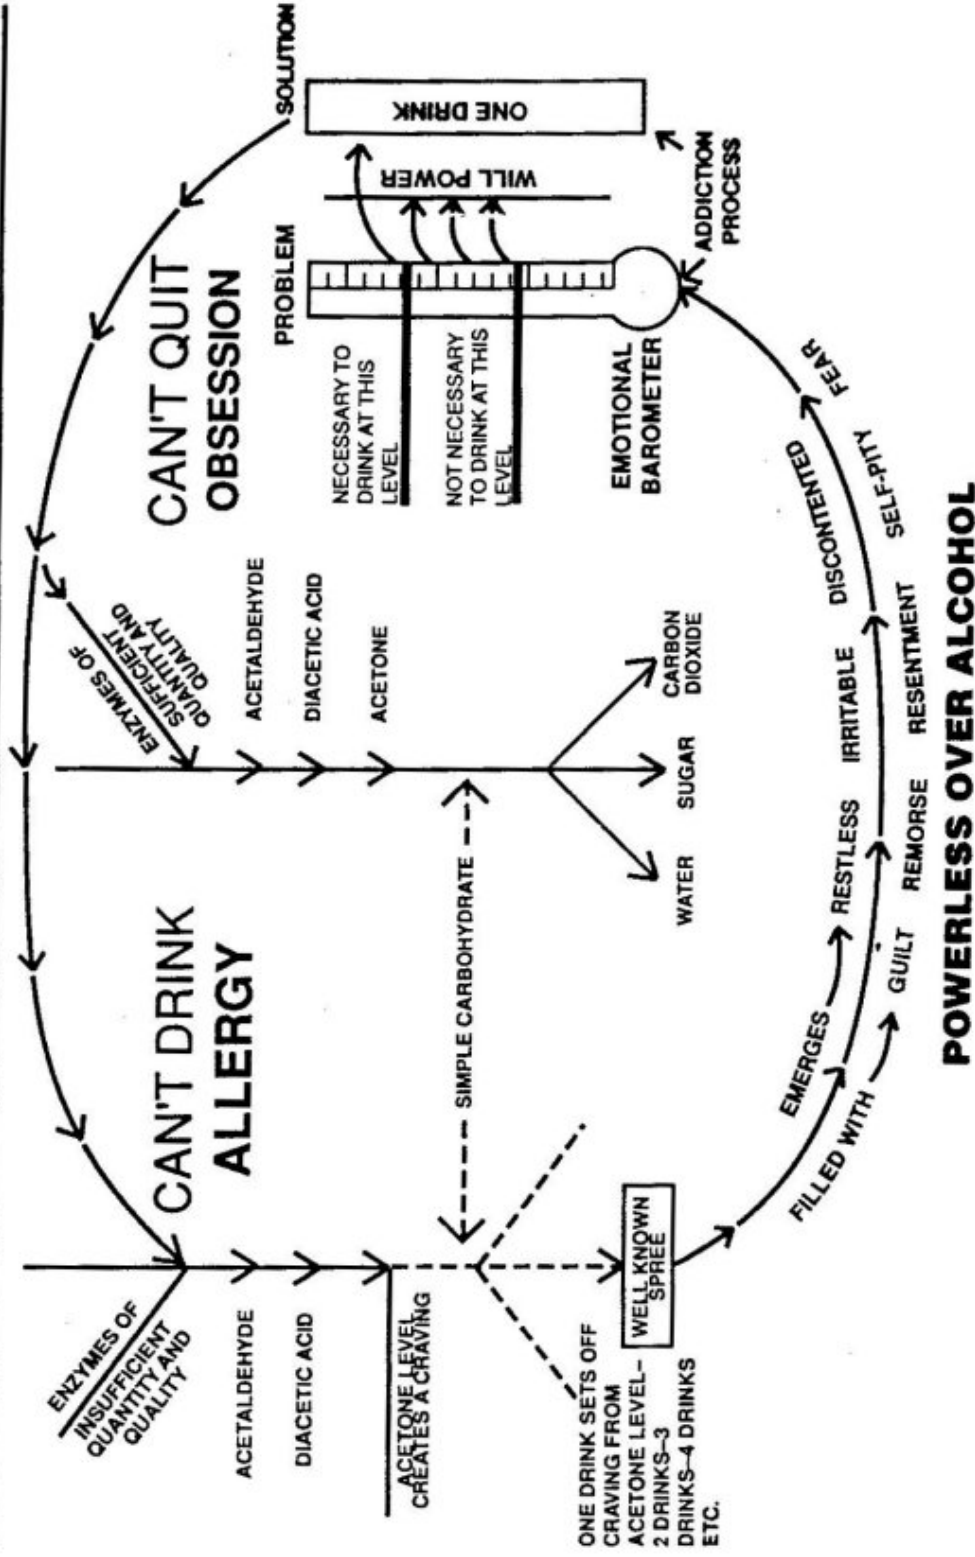 ENZYMES OF
INSUFFICIENT
QUANTITY AND
QUALITY
ACETALDEHYDE
DIACETIC ACID
ACETONE LEVEL
CREATES A CRAVING
ONE DRINK SETS OFF
CRAVING FROM
ACETONE LEVEL–
2 DRINKS–3
DRINKS–4 DRINKS
ETC.
WELL KNOWN
SPREE
CAN'T DRINK
ALLERGY
SIMPLE CARBOHYDRATE
ENZYMES OF
SUFFICIENT
QUANTITY AND
QUALITY
ACETALDEHYDE
DIACETIC ACID
ACETONE
WATER
SUGAR
CARBON
DIOXIDE
CAN'T QUIT
OBSESSION
PROBLEM
NECESSARY TO
DRINK AT THIS
LEVEL
NOT NECESSARY
TO DRINK AT THIS
LEVEL
EMOTIONAL
BAROMETER
WILL POWER
SOLUTION
ONE DRINK
ADDICTION
PROCESS
EMERGES
RESTLESS
IRRITABLE
DISCONTENTED
FILLED WITH
GUILT
REMORSE
RESENTMENT
SELF-PITY
FEAR
POWERLESS OVER ALCOHOL